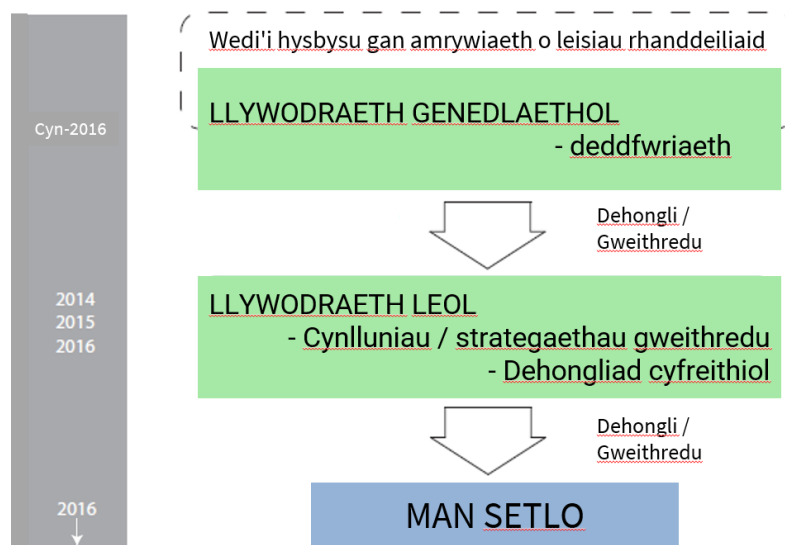 Wedi'i hysbysu gan amrywiaeth o leisiau rhanddeiliaid
Cyn-2016
LLYWODRAETH GENEDLAETHOL
- deddfwriaeth
Dehongli /
Gweithredu
2014
2015
2016
LLYWODRAETH LEOL
- Cynlluniau / strategaethau gweithredu
- Dehongliad cyfreithiol
Dehongli /
Gweithredu
2016
MAN SETLO